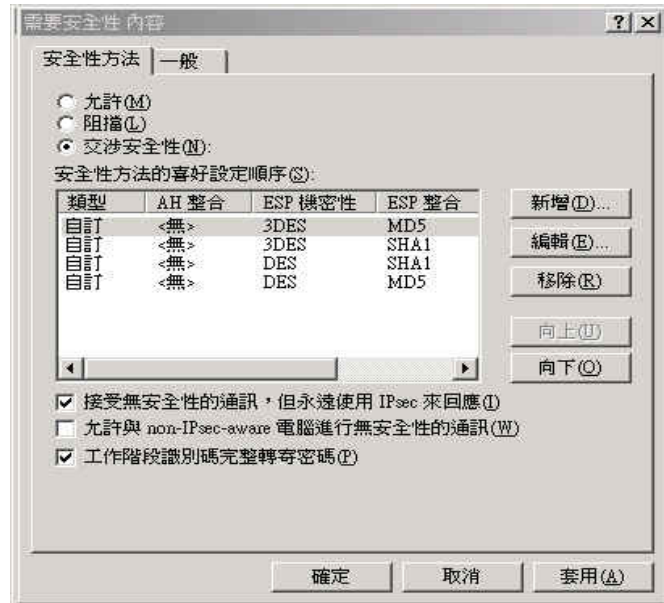 需要安全性 內容
安全性方法 一般
允許(M)
阻擋(L)
交涉安全性(N):
安全性方法的喜好設定順序(S):
類型 AH 整合 ESP 機密性 ESP 整合
自訂 <無> 3DES MD5
自訂 <無> 3DES SHA1
自訂 <無> DES SHA1
自訂 <無> DES MD5
新增(D)...
編輯(E)...
移除(R)
向上(U)
向下(O)
接受無安全性的通訊，但永遠使用 IPsec 來回應(I)
允許與 non-IPsec-aware 電腦進行無安全性的通訊(W)
工作階段識別碼完整轉寄密碼(P)
確定 取消 套用(A)